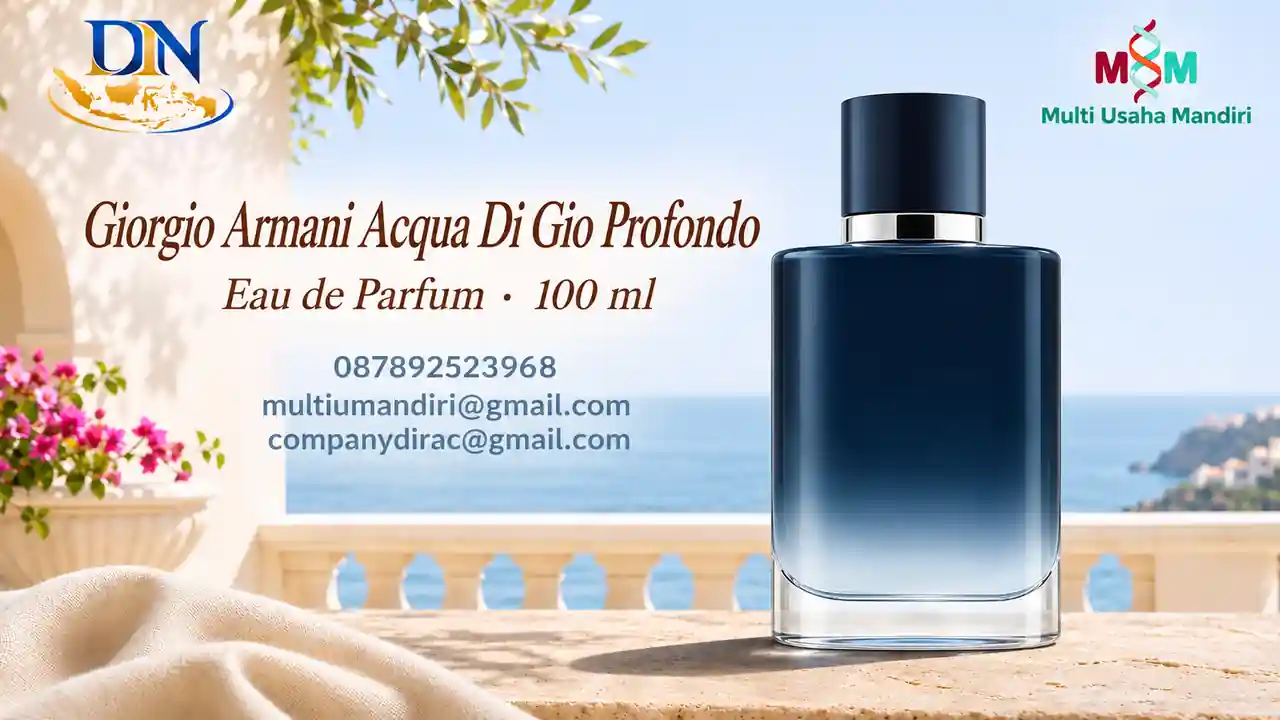 DIN
MSM
Multi Usaha Mandiri
Giorgio Armani Acqua Di Gio Profondo
Eau de Parfum · 100 ml
087892523968
multiumandiri@gmail.com
companydirac@gmail.com